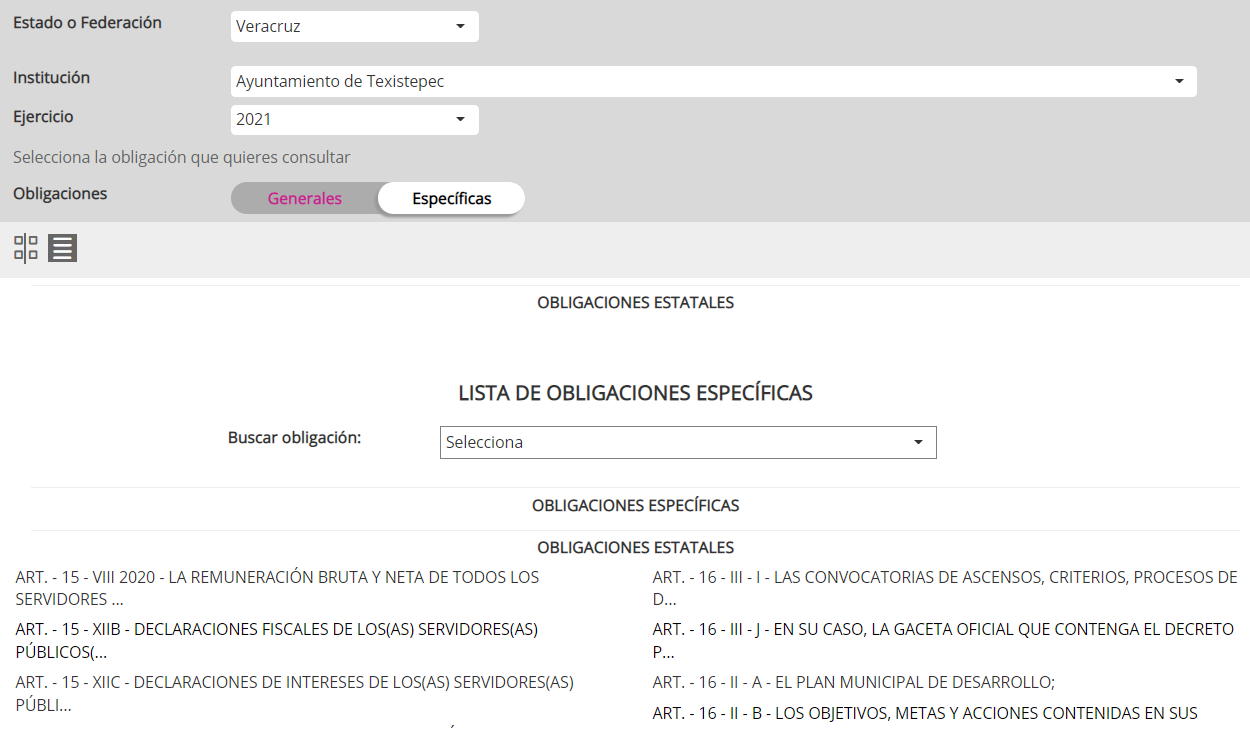 Estado o Federación
Veracruz
Institución
Ayuntamiento de Texistepec
Ejercicio
2021
Selecciona la obligación que quieres consultar
Obligaciones
Generales
Específicas
OBLIGACIONES ESTATALES
LISTA DE OBLIGACIONES ESPECÍFICAS
Buscar obligación:
Selecciona
OBLIGACIONES ESPECÍFICAS
OBLIGACIONES ESTATALES
ART. - 15 - VIII 2020 - LA REMUNERACIÓN BRUTA Y NETA DE TODOS LOS
SERVIDORES ...
ART. - 15 - XIIB - DECLARACIONES FISCALES DE LOS(AS) SERVIDORES(AS)
PÚBLICOS(...
ART. - 15 - XIIC - DECLARACIONES DE INTERESES DE LOS(AS) SERVIDORES(AS)
PÚBLI...
ART. - 16 - III - I - LAS CONVOCATORIAS DE ASCENSOS, CRITERIOS, PROCESOS DE
D...
ART. - 16 - III - J - EN SU CASO, LA GACETA OFICIAL QUE CONTENGA EL DECRETO
P...
ART. - 16 - II - A - EL PLAN MUNICIPAL DE DESARROLLO;
ART. - 16 - II - B - LOS OBJETIVOS, METAS Y ACCIONES CONTENIDAS EN SUS